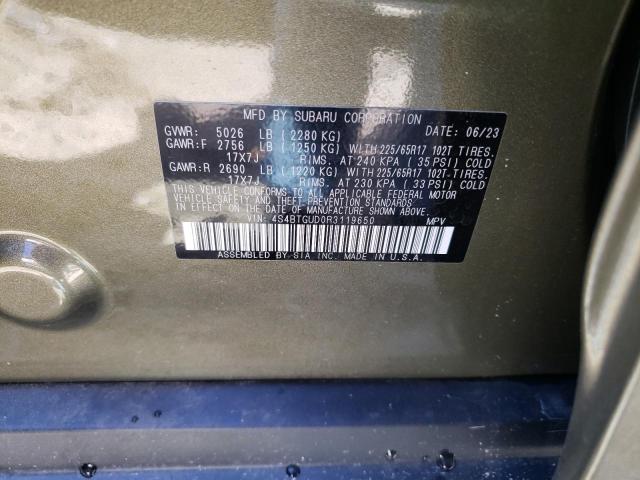 MFD BY SUBARU CORPORATION
GVWR: 5026 LB (2280 KG) DATE: 06/23
GAWR:F 2756 LB (1250 KG) WITH 225/65R17 102T TIRES.
17X7J RIMS. AT 240 KPA (35 PSI) COLD
GAWR:R 2690 LB (1220 KG) WITH 225/65R17 102T TIRES.
17X7J RIMS. AT 230 KPA (33 PSI) COLD
THIS VEHICLE CONFORMS TO ALL APPLICABLE FEDERAL MOTOR
VEHICLE SAFETY AND THEFT PREVENTION STANDARDS IN EFFECT
ON THE DATE OF MANUFACTURE SHOWN ABOVE.
VIN: 4S4BTGUD0R3119650 MPV
ASSEMBLED BY SIA INC. MADE IN U.S.A.